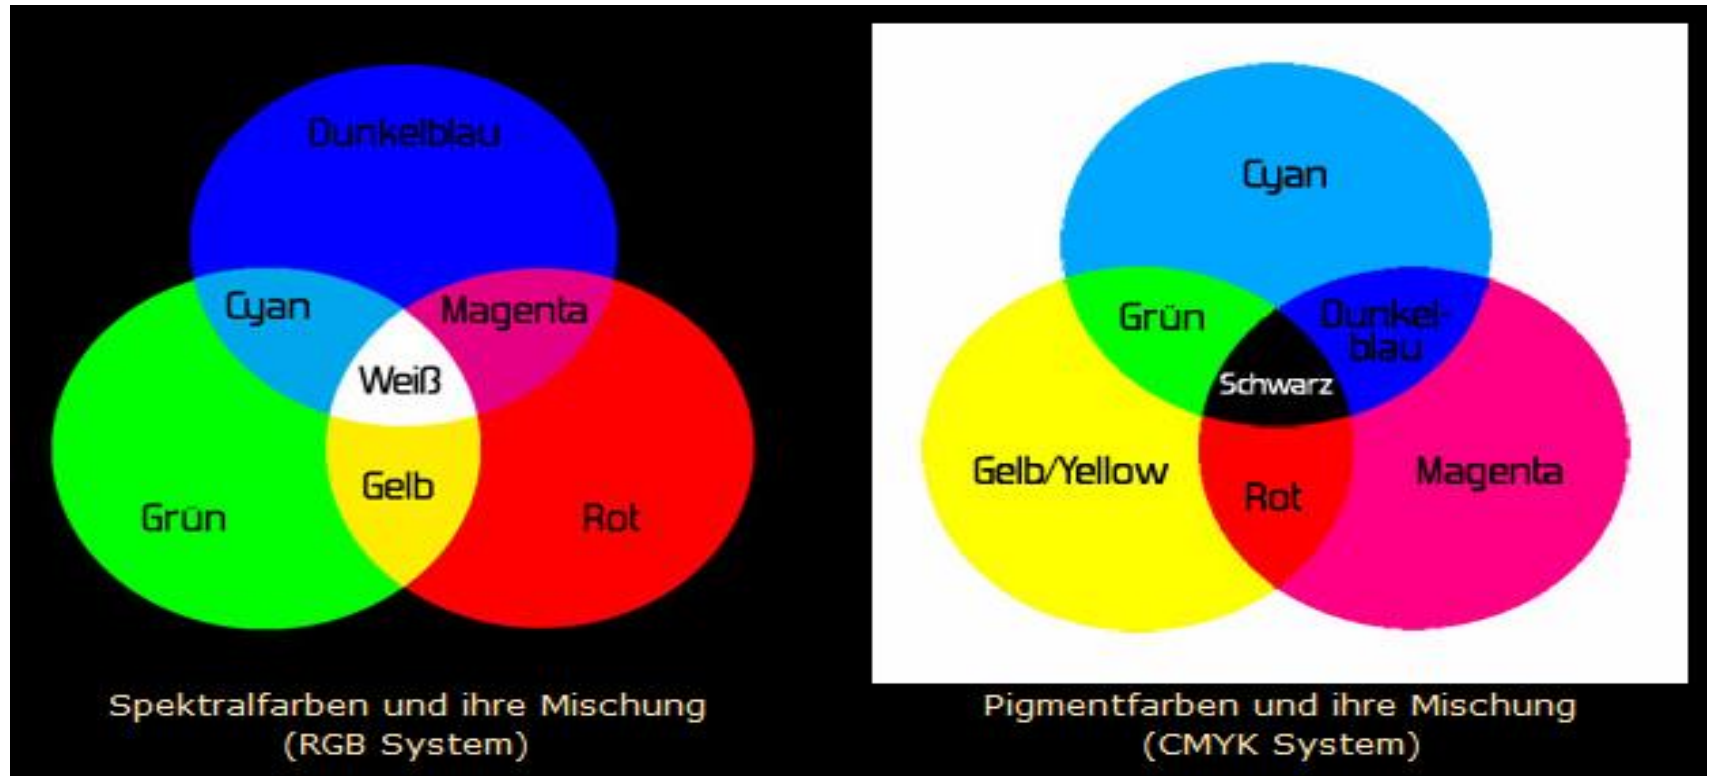 Dunkelblau
Cyan
Magenta
Weiß
Gelb
Grün
Rot
Spektralfarben und ihre Mischung
(RGB System)
Cyan
Grün
Dunkel-
blau
Schwarz
Gelb/Yellow
Magenta
Rot
Pigmentfarben und ihre Mischung
(CMYK System)